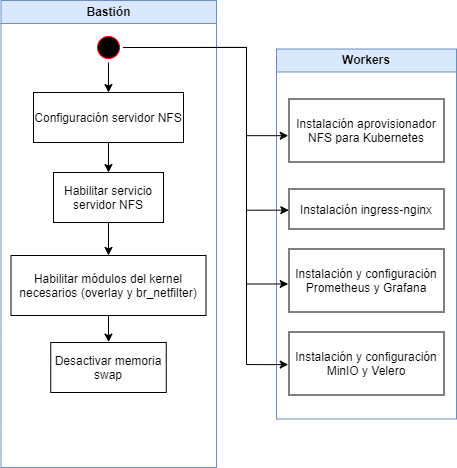 Bastión
Configuración servidor NFS
Habilitar servicio
servidor NFS
Habilitar módulos del kernel
necesarios (overlay y br_netfilter)
Desactivar memoria
swap
Workers
Instalación aprovisionador
NFS para Kubernetes
Instalación ingress-nginx
Instalación y configuración
Prometheus y Grafana
Instalación y configuración
MinIO y Velero